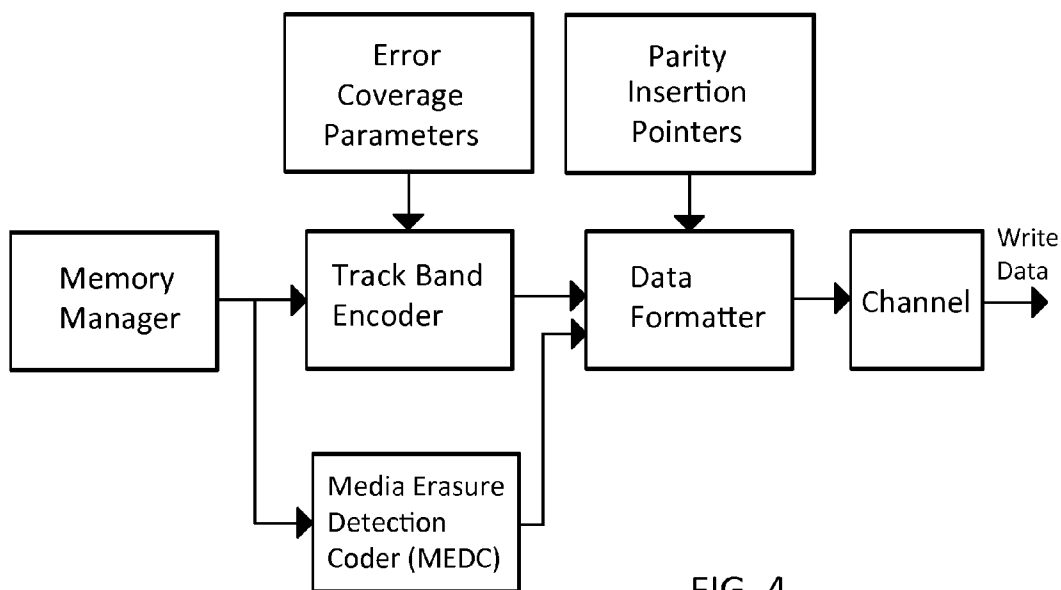 Error
Coverage
Parameters
Parity
Insertion
Pointers
Memory
Manager
Track Band
Encoder
Data
Formatter
Channel
Write
Data
Media Erasure
Detection
Coder (MEDC)
FIG. 4